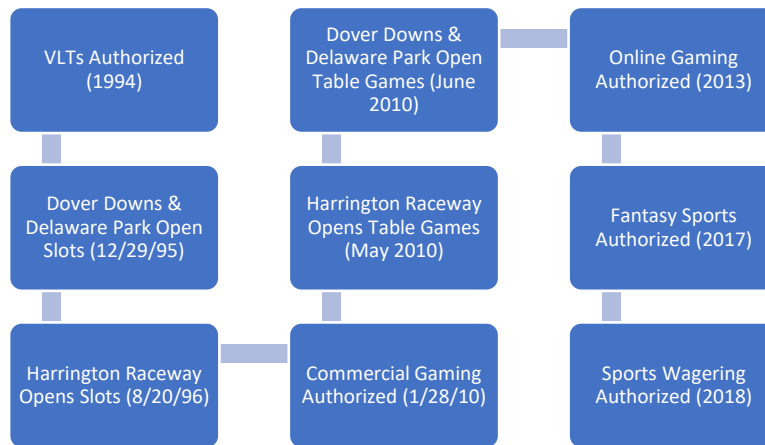 VLTs Authorized
(1994)
Dover Downs &
Delaware Park Open
Slots (12/29/95)
Harrington Raceway
Opens Slots (8/20/96)
Commercial Gaming
Authorized (1/28/10)
Harrington Raceway
Opens Table Games
(May 2010)
Dover Downs &
Delaware Park Open
Table Games (June
2010)
Online Gaming
Authorized (2013)
Fantasy Sports
Authorized (2017)
Sports Wagering
Authorized (2018)